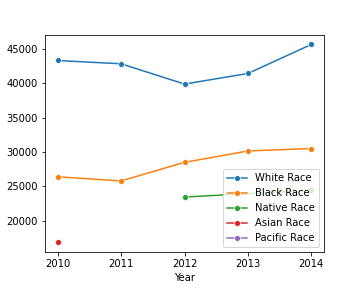 45000
40000
35000
30000
25000
20000
White Race
Black Race
Native Race
Asian Race
Pacific Race
2010 2011 2012 2013 2014
Year